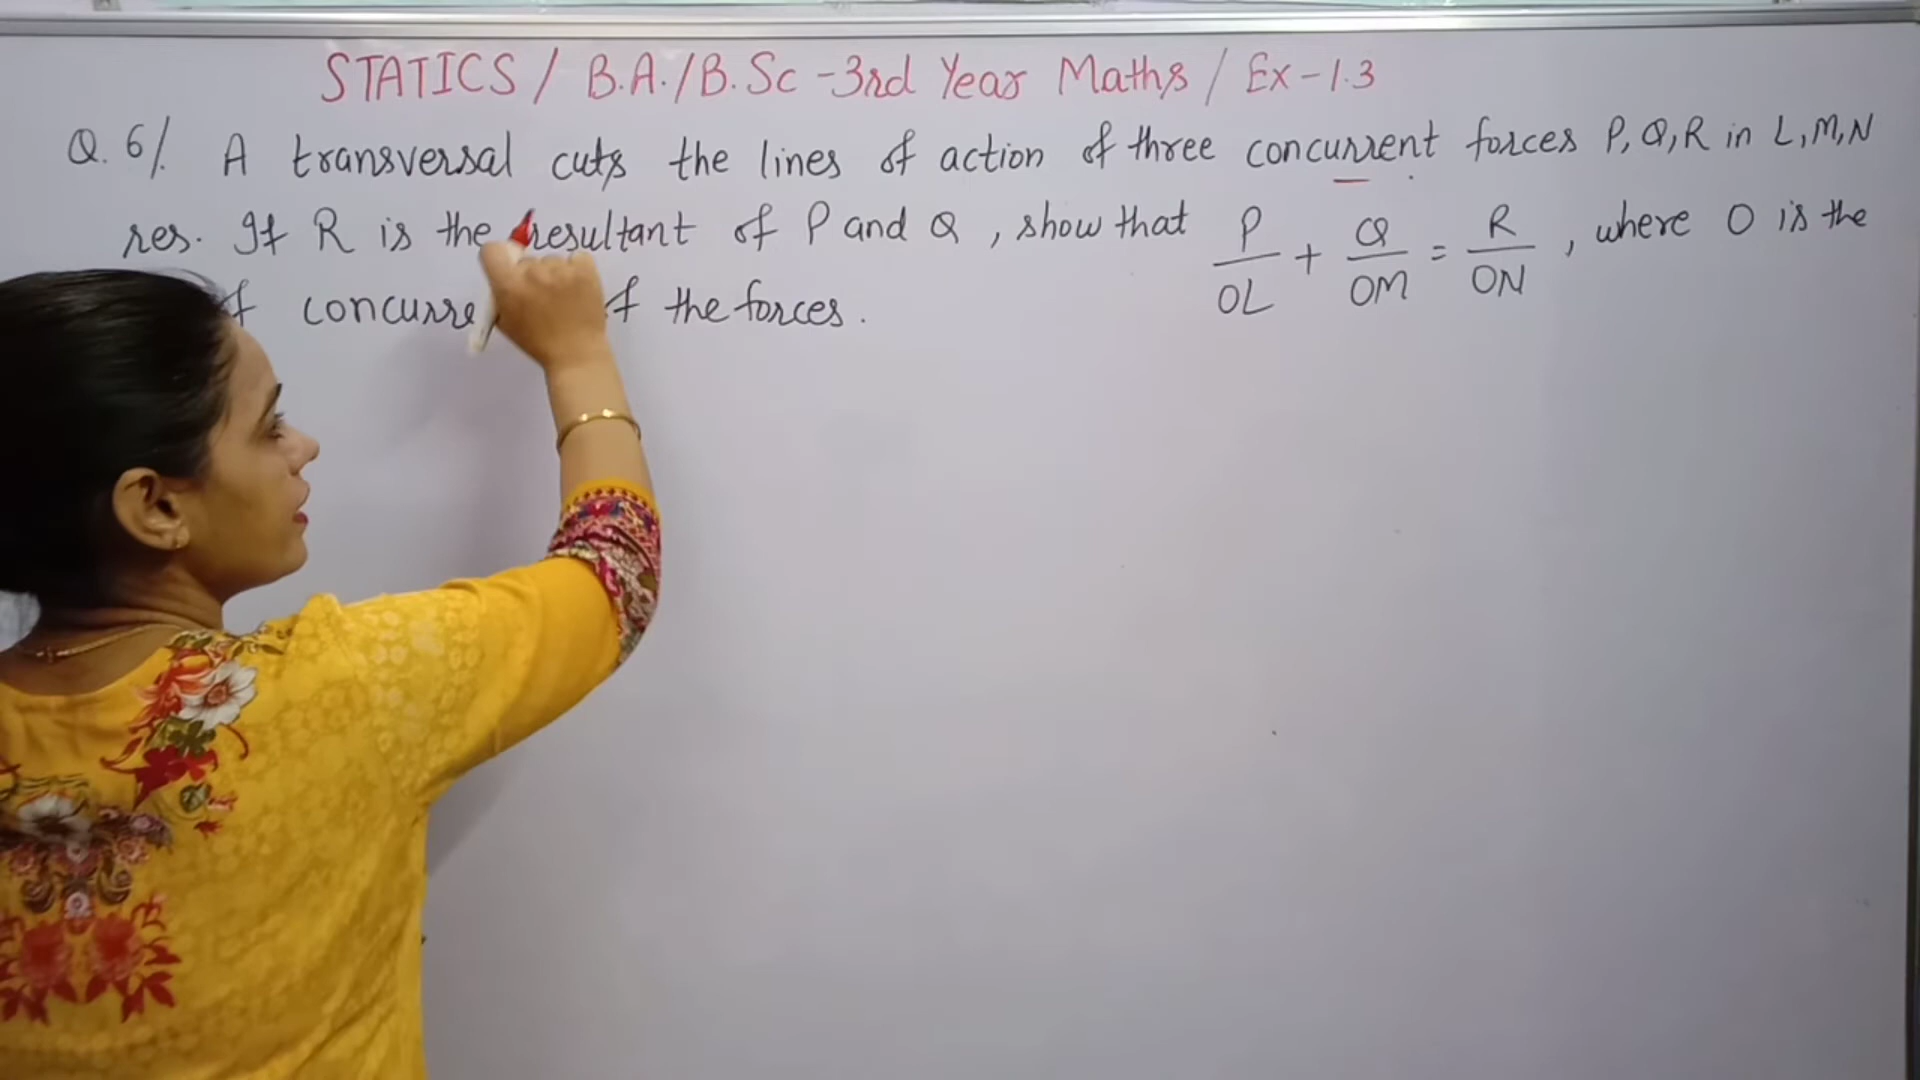 STATICS / B.A./B.Sc - 3rd Year Maths / Ex-1.3
Q. 6/. A transversal cuts the lines of action of three concurrent forces P, Q, R in L, M, N
res. If R is the resultant of P and Q, show that P/OL + Q/OM = R/ON, where O is the
of the forces.